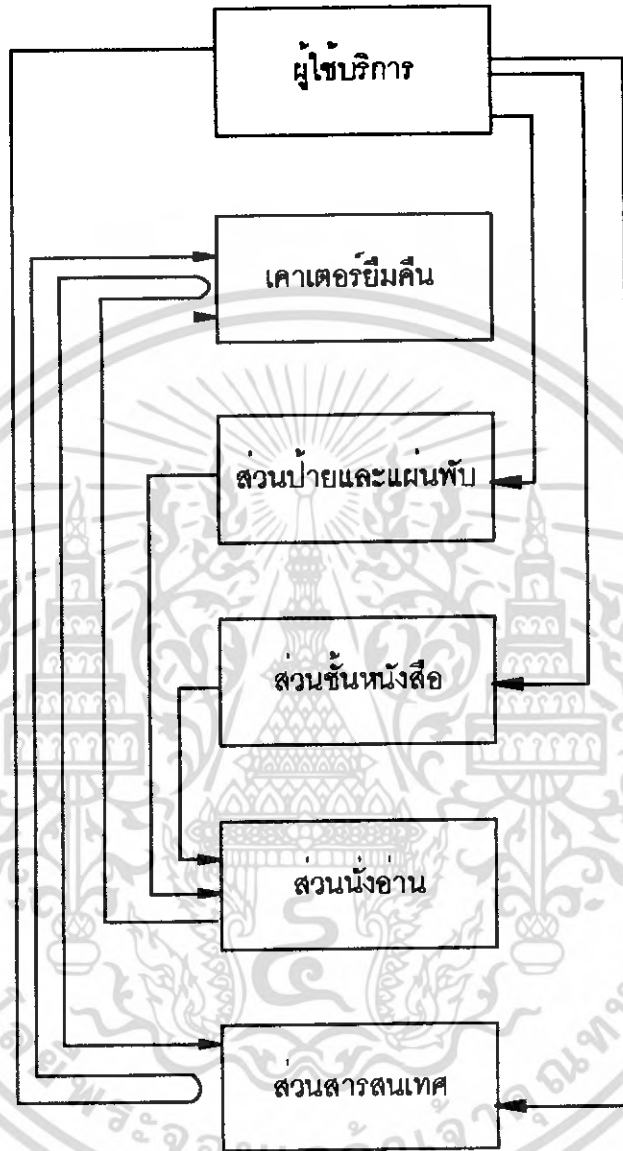 ผู้ใช้บริการ
เคาเตอร์ยืมคืน
ส่วนป้ายและแผ่นพับ
ส่วนชั้นหนังสือ
ส่วนนั่งอ่าน
ส่วนสารสนเทศ